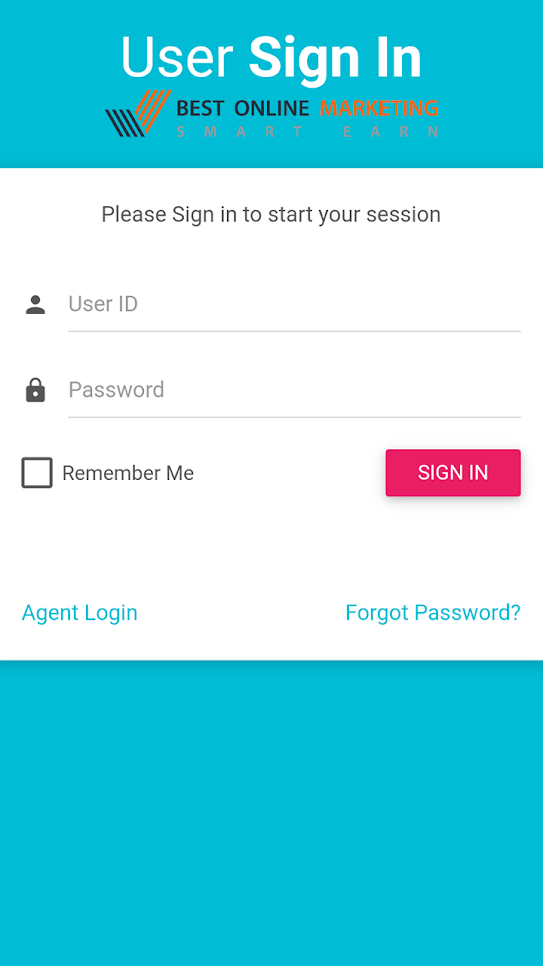 User Sign In
BEST ONLINE MARKETING
SMART EARN
Please Sign in to start your session
User ID
Password
Remember Me
SIGN IN
Agent Login
Forgot Password?